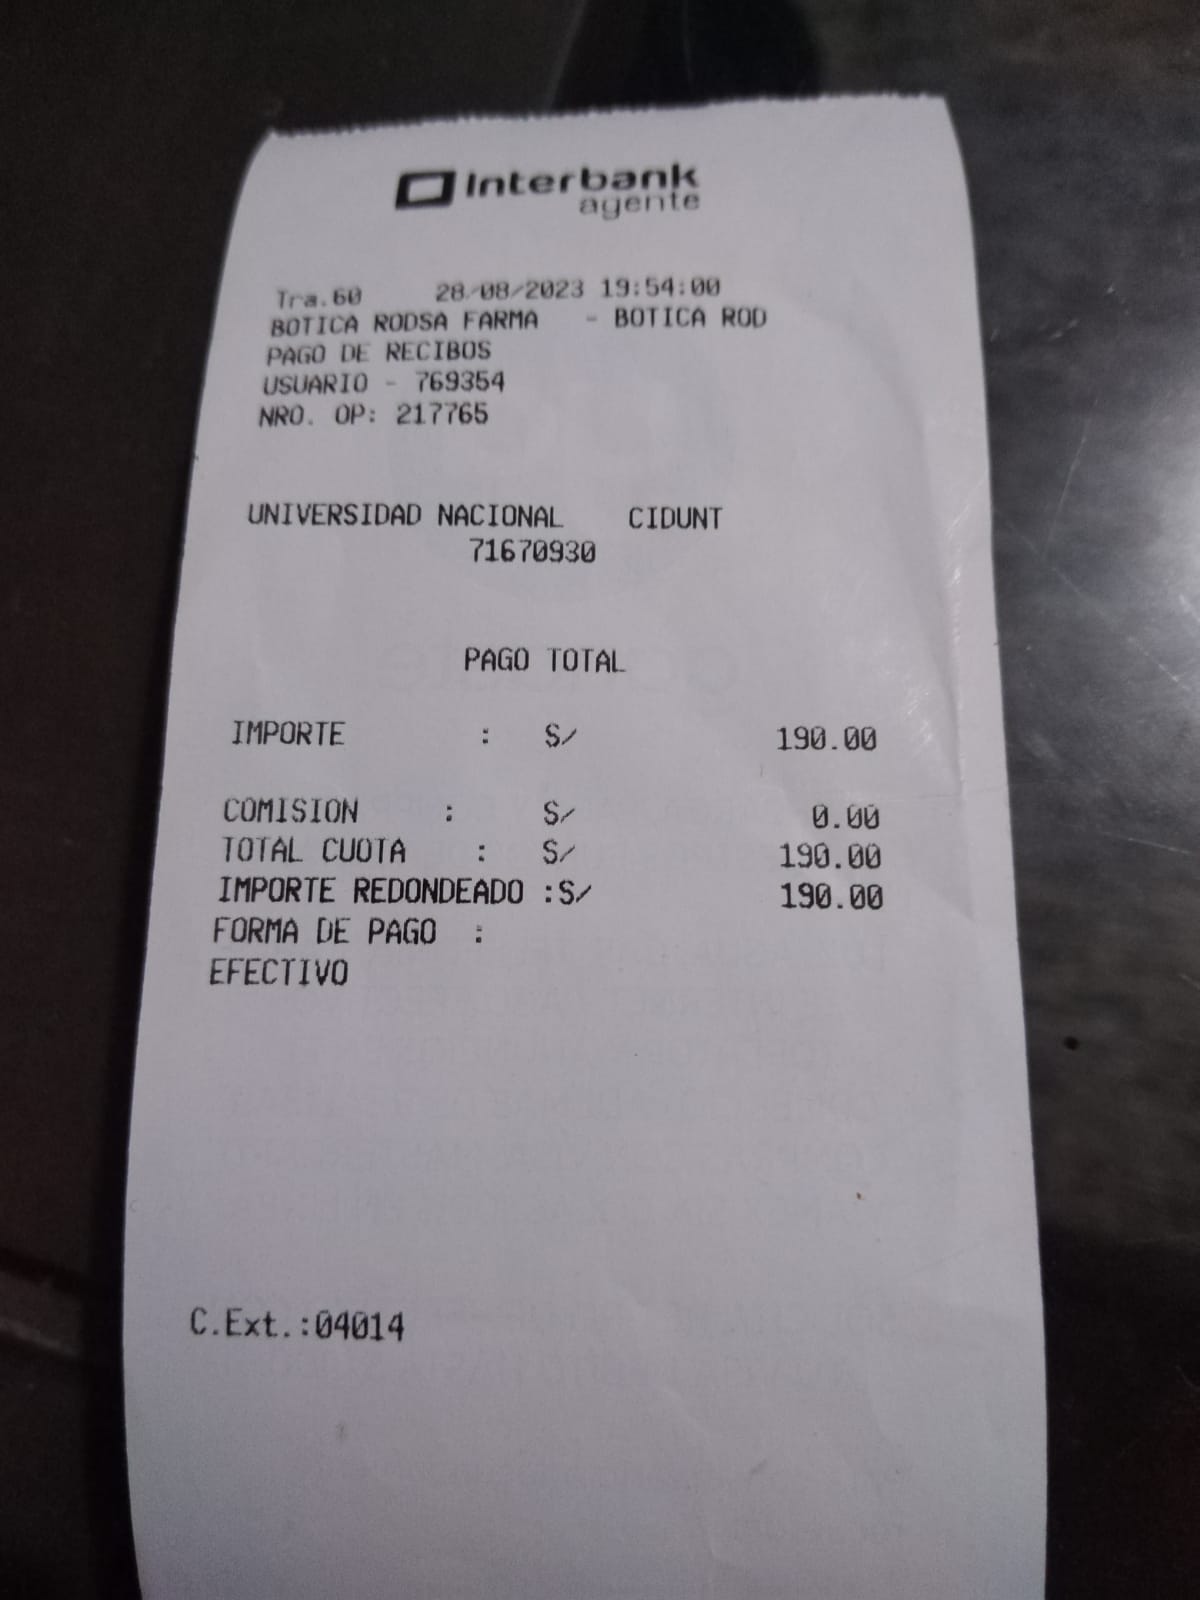 Interbank
agente
Tra.60 28/08/2023 19:54:00
BOTICA RODSA FARMA - BOTICA ROD
PAGO DE RECIBOS
USUARIO - 769354
NRO. OP: 217765
UNIVERSIDAD NACIONAL CIDUNT
71670930
PAGO TOTAL
IMPORTE : S/ 190.00
COMISION : S/ 0.00
TOTAL CUOTA : S/ 190.00
IMPORTE REDONDEADO :S/ 190.00
FORMA DE PAGO :
EFECTIVO
C.Ext.:04014